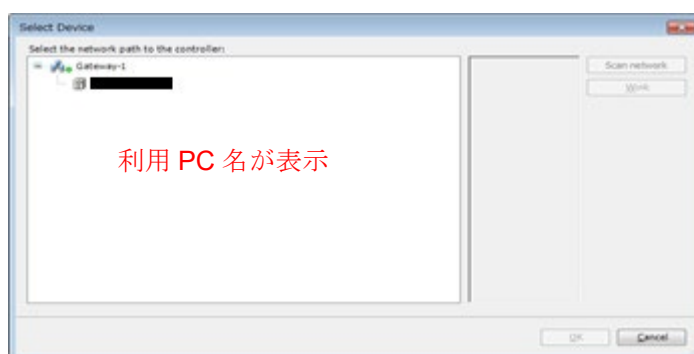 Select Device
Select the network path to the controller:
Gateway-1
Scan network
Wink
利用 PC 名が表示
OK
Cancel